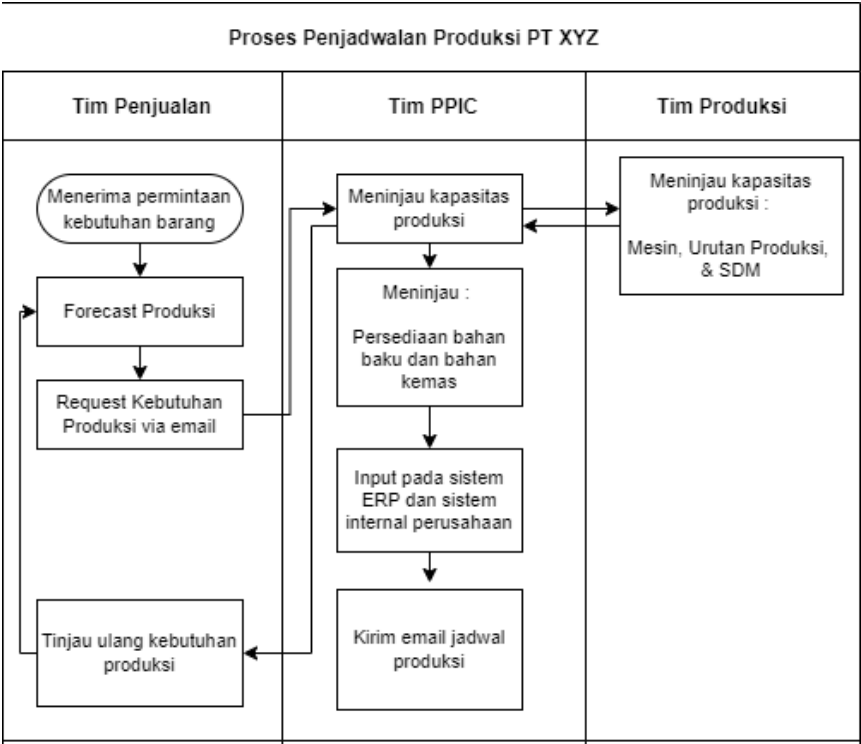 Proses Penjadwalan Produksi PT XYZ
Tim Penjualan
Tim PPIC
Tim Produksi
Menerima permintaan
kebutuhan barang
Forecast Produksi
Request Kebutuhan
Produksi via email
Tinjau ulang kebutuhan
produksi
Meninjau kapasitas
produksi
Meninjau :
Persediaan bahan
baku dan bahan
kemas
Input pada sistem
ERP dan sistem
internal perusahaan
Kirim email jadwal
produksi
Meninjau kapasitas
produksi :
Mesin, Urutan Produksi,
& SDM